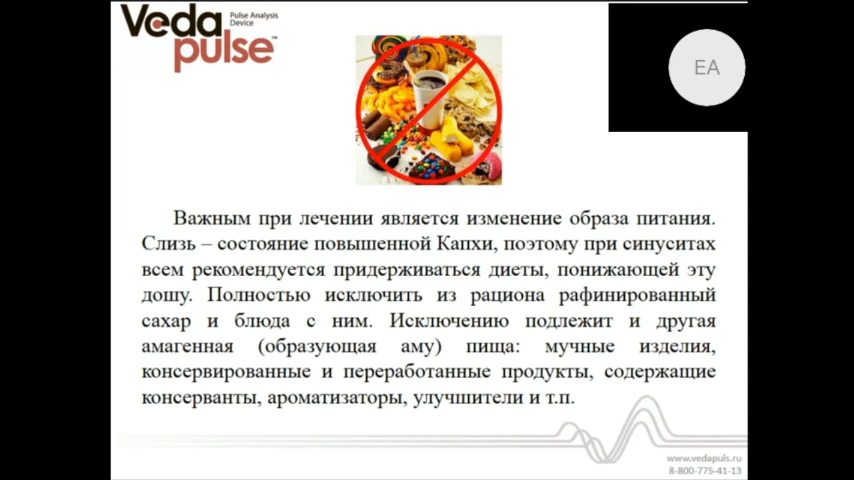 Veda Pulse Analysis
Device
pulse™
EA
Важным при лечении является изменение образа питания.
Слизь – состояние повышенной Капхи, поэтому при синуситах
всем рекомендуется придерживаться диеты, понижающей эту
дошу. Полностью исключить из рациона рафинированный
сахар и блюда с ним. Исключению подлежит и другая
амагенная (образующая аму) пища: мучные изделия,
консервированные и переработанные продукты, содержащие
консерванты, ароматизаторы, улучшители и т.п.
www.vedapuls.ru
8-800-775-41-13